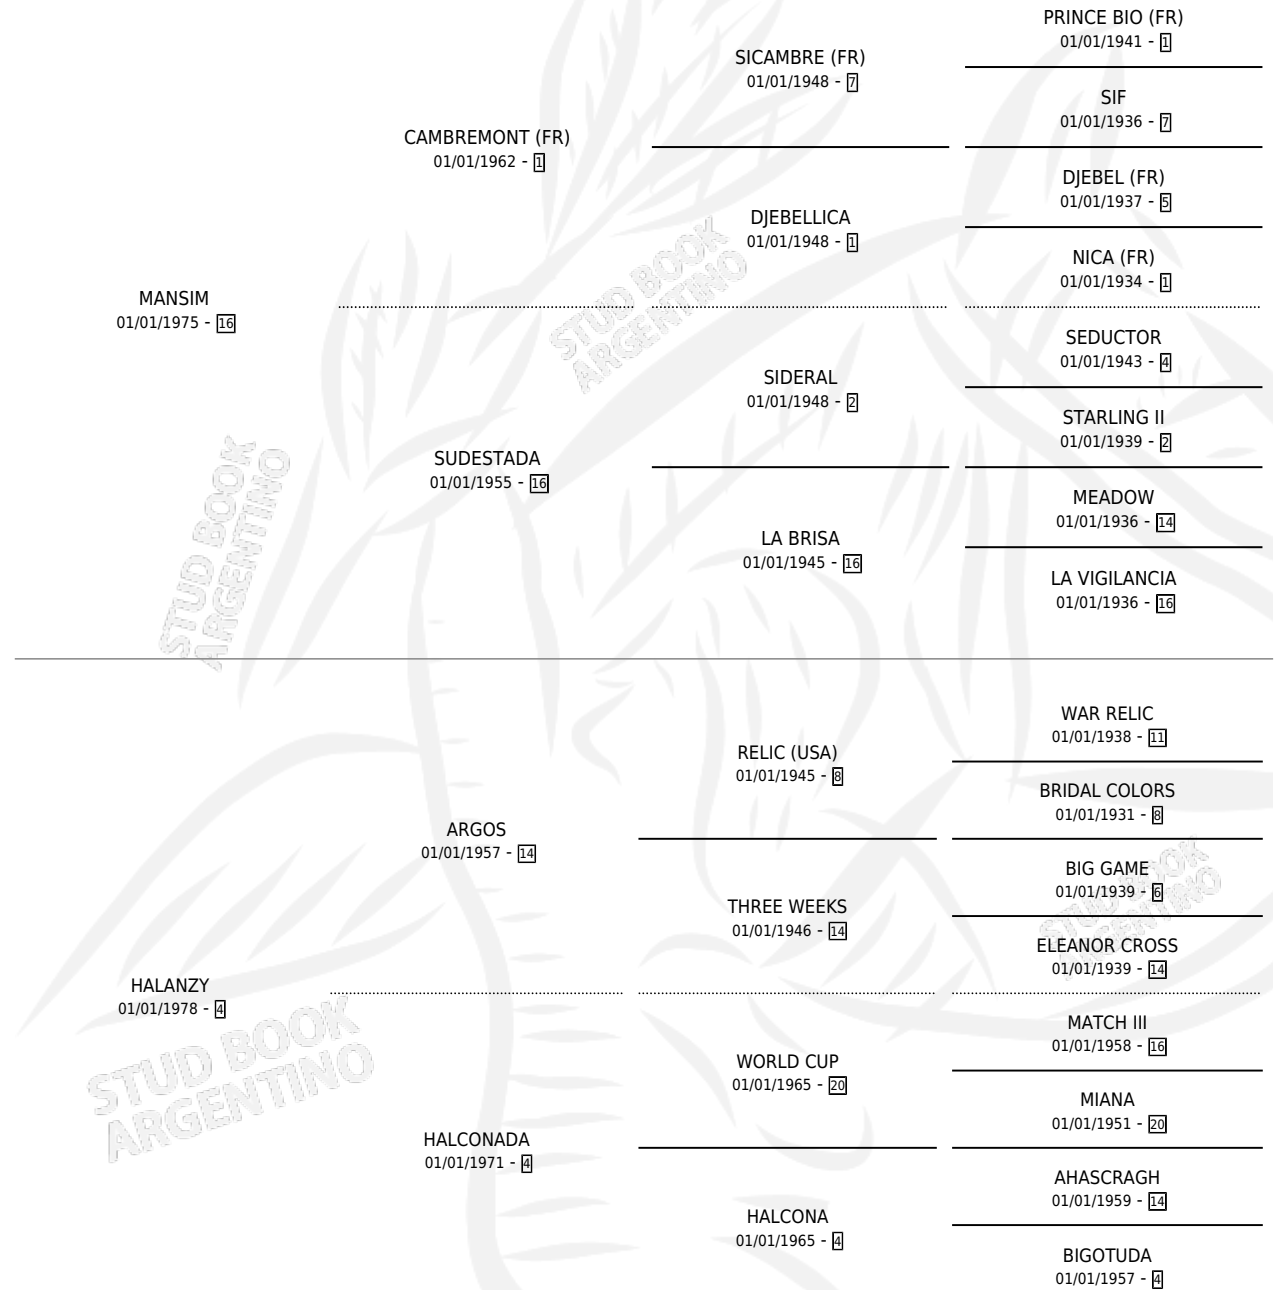 PRINCE BIO (FR)
01/01/1941 - 1
SICAMBRE (FR)
01/01/1948 - 7
SIF
01/01/1936 - 7
CAMBREMONT (FR)
01/01/1962 - 1
DJEBEL (FR)
01/01/1937 - 5
DJEBELLICA
01/01/1948 - 1
NICA (FR)
01/01/1934 - 1
MANSIM
01/01/1975 - 16
SEDUCTOR
01/01/1943 - 4
SIDERAL
01/01/1948 - 2
STARLING II
01/01/1939 - 2
SUDESTADA
01/01/1955 - 16
MEADOW
01/01/1936 - 14
LA BRISA
01/01/1945 - 16
LA VIGILANCIA
01/01/1936 - 16
WAR RELIC
01/01/1938 - 11
RELIC (USA)
01/01/1945 - 8
BRIDAL COLORS
01/01/1931 - 8
ARGOS
01/01/1957 - 14
BIG GAME
01/01/1939 - 6
THREE WEEKS
01/01/1946 - 14
ELEANOR CROSS
01/01/1939 - 14
HALANZY
01/01/1978 - 4
MATCH III
01/01/1958 - 16
WORLD CUP
01/01/1965 - 20
MIANA
01/01/1951 - 20
HALCONADA
01/01/1971 - 4
AHASCRAGH
01/01/1959 - 14
HALCONA
01/01/1965 - 4
BIGOTUDA
01/01/1957 - 4
STUD BOOK
ARGENTINO
STUD BOOK
ARGENTINO
STUD BOOK
ARGENTINO
STUD BOOK
ARGENTINO